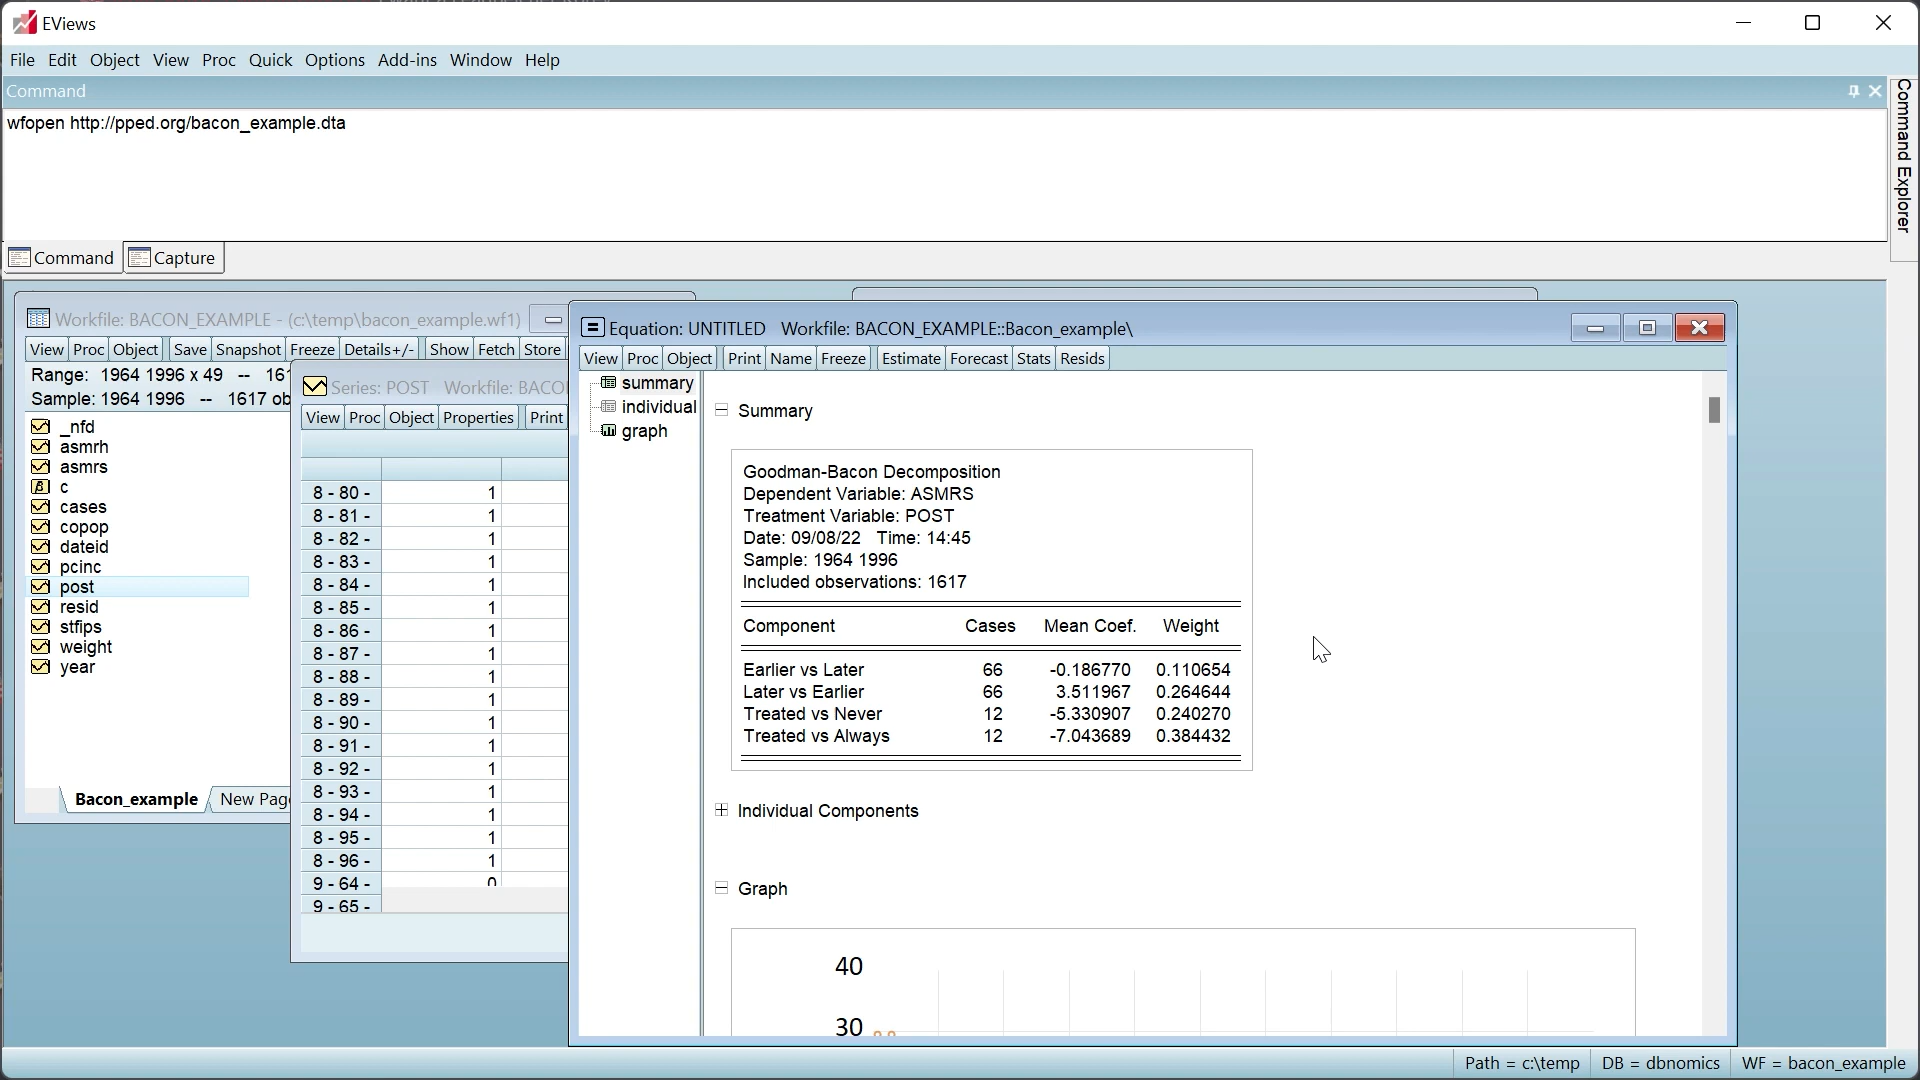 EViews
File Edit Object View Proc Quick Options Add-ins Window Help
Command
wfopen http://pped.org/bacon_example.dta
Command Explorer
Command Capture
Workfile: BACON_EXAMPLE - (c:\temp\bacon_example.wf1)
View Proc Object Save Snapshot Freeze Details+/- Show Fetch Store
Range: 1964 1996 x 49 -- 161
Sample: 1964 1996 -- 1617 ob
_nfd
asmrh
asmrs
c
cases
copop
dateid
pcinc
post
resid
stfips
weight
year
Bacon_example New Page
Series: POST Workfile: BACO
View Proc Object Properties Print
8 - 80 - 1
8 - 81 - 1
8 - 82 - 1
8 - 83 - 1
8 - 84 - 1
8 - 85 - 1
8 - 86 - 1
8 - 87 - 1
8 - 88 - 1
8 - 89 - 1
8 - 90 - 1
8 - 91 - 1
8 - 92 - 1
8 - 93 - 1
8 - 94 - 1
8 - 95 - 1
8 - 96 - 1
9 - 64 - 0
9 - 65 -
Equation: UNTITLED Workfile: BACON_EXAMPLE::Bacon_example\
View Proc Object Print Name Freeze Estimate Forecast Stats Resids
summary
individual
graph
Summary
Goodman-Bacon Decomposition
Dependent Variable: ASMRS
Treatment Variable: POST
Date: 09/08/22 Time: 14:45
Sample: 1964 1996
Included observations: 1617
Component Cases Mean Coef. Weight
Earlier vs Later 66 -0.186770 0.110654
Later vs Earlier 66 3.511967 0.264644
Treated vs Never 12 -5.330907 0.240270
Treated vs Always 12 -7.043689 0.384432
Individual Components
Graph
40
30
Path = c:\temp DB = dbnomics WF = bacon_example